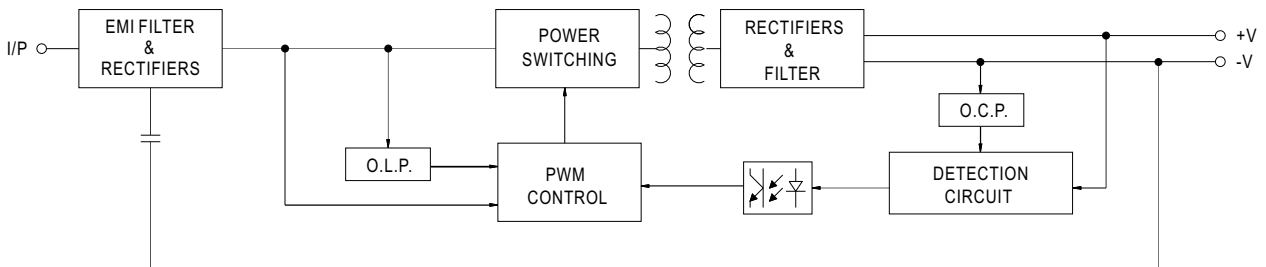 I/P
EMI FILTER
&
RECTIFIERS
POWER
SWITCHING
RECTIFIERS
&
FILTER
+V
-V
O.C.P.
O.L.P.
PWM
CONTROL
DETECTION
CIRCUIT